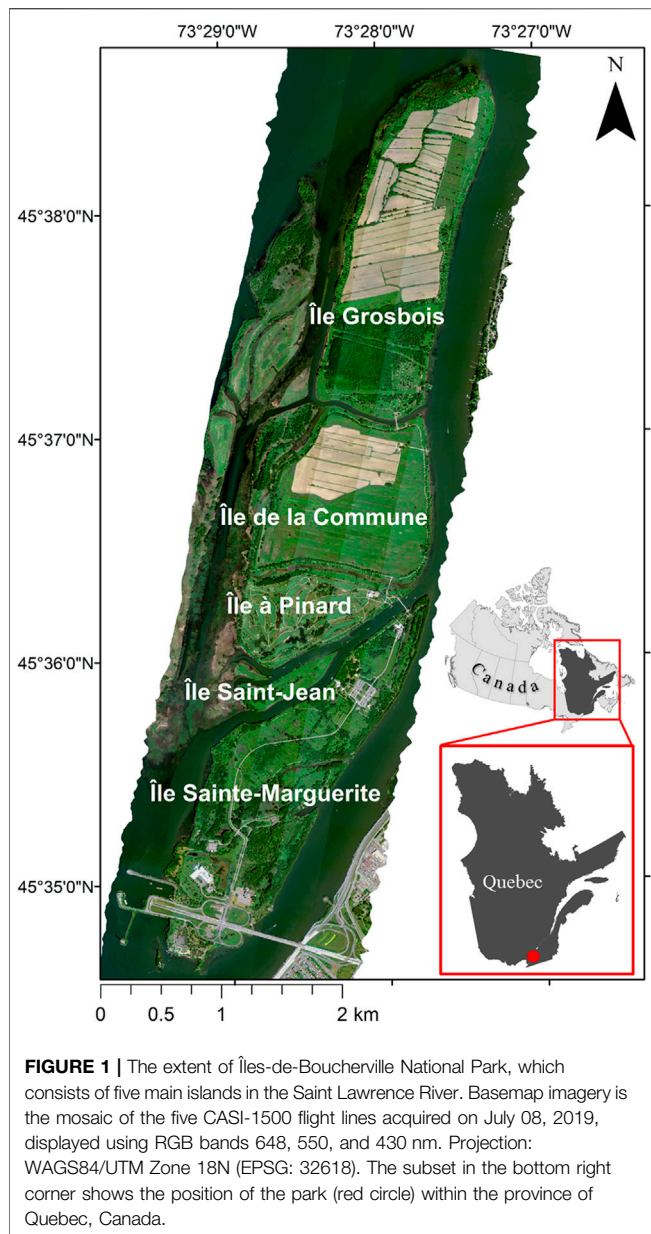 73°29'0"W 73°28'0"W 73°27'0"W
N
45°38'0"N
Île Grosbois
45°37'0"N
Île de la Commune
Île à Pinard
45°36'0"N
Canada
Île Saint-Jean
Île Sainte-Marguerite
Quebec
45°35'0"N
0 0.5 1 2 km
FIGURE 1 | The extent of Îles-de-Boucherville National Park, which
consists of five main islands in the Saint Lawrence River. Basemap imagery is
the mosaic of the five CASI-1500 flight lines acquired on July 08, 2019,
displayed using RGB bands 648, 550, and 430 nm. Projection:
WAGS84/UTM Zone 18N (EPSG: 32618). The subset in the bottom right
corner shows the position of the park (red circle) within the province of
Quebec, Canada.